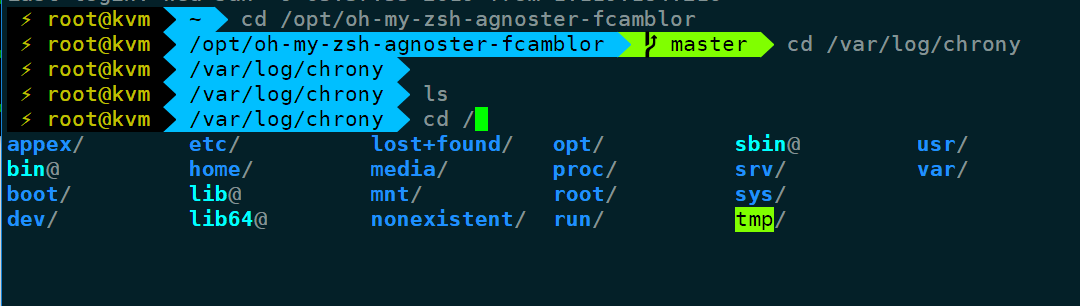 ⚡ root@kvm ~ cd /opt/oh-my-zsh-agnoster-fcamblor
⚡ root@kvm /opt/oh-my-zsh-agnoster-fcamblor master cd /var/log/chrony
⚡ root@kvm /var/log/chrony
⚡ root@kvm /var/log/chrony ls
⚡ root@kvm /var/log/chrony cd /
appex/ etc/ lost+found/ opt/ sbin@ usr/
bin@ home/ media/ proc/ srv/ var/
boot/ lib@ mnt/ root/ sys/
dev/ lib64@ nonexistent/ run/ tmp/